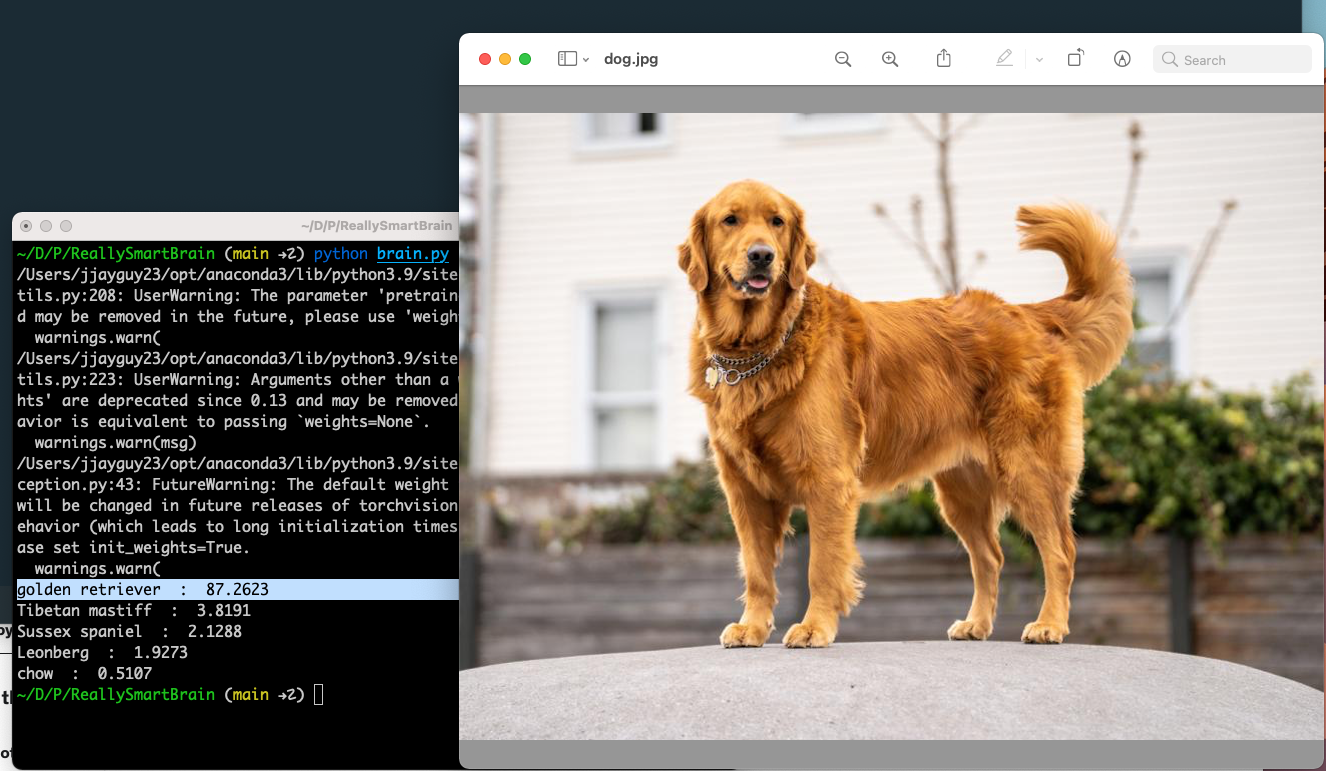 dog.jpg
Search
~/D/P/ReallySmartBrain
~/D/P/ReallySmartBrain (main →2) python brain.py
/Users/jjayguy23/opt/anaconda3/lib/python3.9/site
tils.py:208: UserWarning: The parameter 'pretrain
d may be removed in the future, please use 'weigh
warnings.warn(
/Users/jjayguy23/opt/anaconda3/lib/python3.9/site
tils.py:223: UserWarning: Arguments other than a
hts' are deprecated since 0.13 and may be removed
avior is equivalent to passing `weights=None`.
warnings.warn(msg)
/Users/jjayguy23/opt/anaconda3/lib/python3.9/site
ception.py:43: FutureWarning: The default weight
will be changed in future releases of torchvision
ehavior (which leads to long initialization times
ase set init_weights=True.
warnings.warn(
golden retriever : 87.2623
Tibetan mastiff : 3.8191
Sussex spaniel : 2.1288
Leonberg : 1.9273
chow : 0.5107
~/D/P/ReallySmartBrain (main →2)